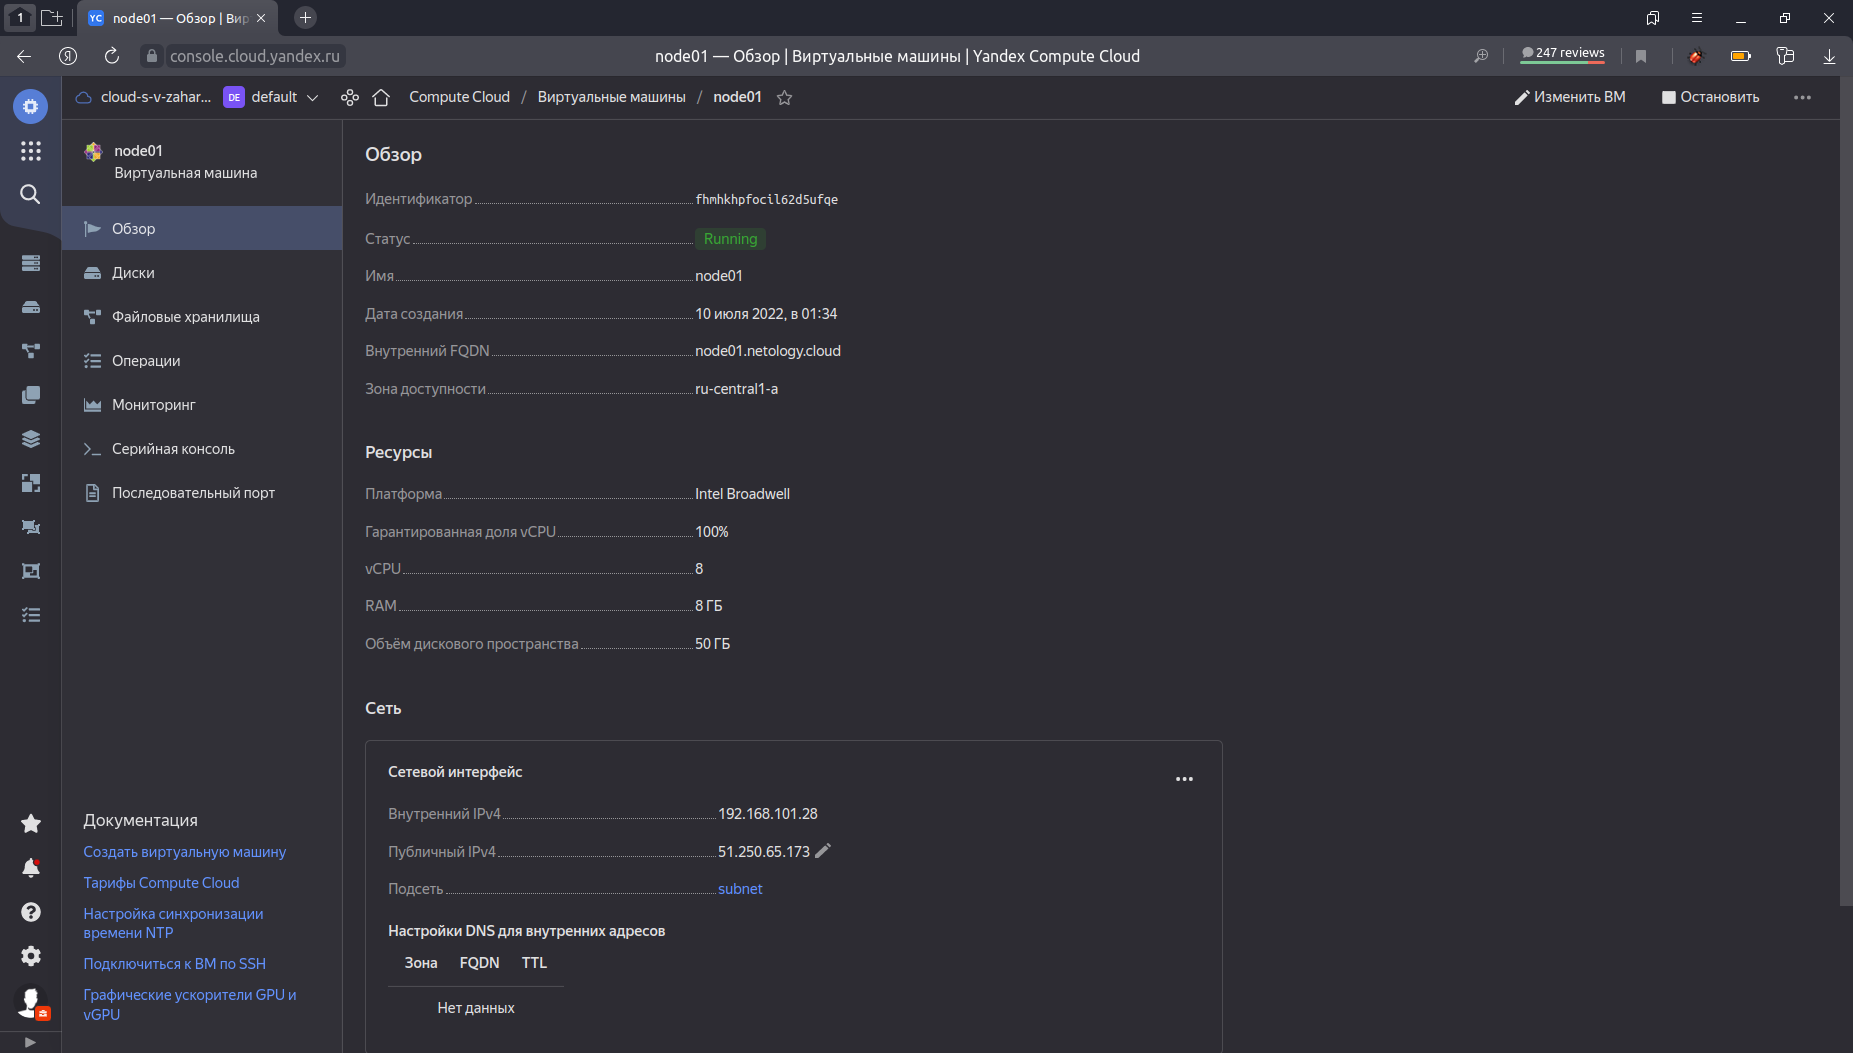 1
YC node01 — Обзор | Вир
console.cloud.yandex.ru
node01 — Обзор | Виртуальные машины | Yandex Compute Cloud
247 reviews
cloud-s-v-zahar... DE default
Compute Cloud / Виртуальные машины / node01
Изменить ВМ
Остановить
node01
Виртуальная машина
Обзор
Диски
Файловые хранилища
Операции
Мониторинг
Серийная консоль
Последовательный порт
Документация
Создать виртуальную машину
Тарифы Compute Cloud
Настройка синхронизации
времени NTP
Подключиться к ВМ по SSH
Графические ускорители GPU и
vGPU
Обзор
Идентификатор fhmhkhpfocil62d5ufqe
Статус Running
Имя node01
Дата создания 10 июля 2022, в 01:34
Внутренний FQDN node01.netology.cloud
Зона доступности ru-central1-a
Ресурсы
Платформа Intel Broadwell
Гарантированная доля vCPU 100%
vCPU 8
RAM 8 ГБ
Объём дискового пространства 50 ГБ
Сеть
Сетевой интерфейс
Внутренний IPv4 192.168.101.28
Публичный IPv4 51.250.65.173
Подсеть subnet
Настройки DNS для внутренних адресов
Зона FQDN TTL
Нет данных